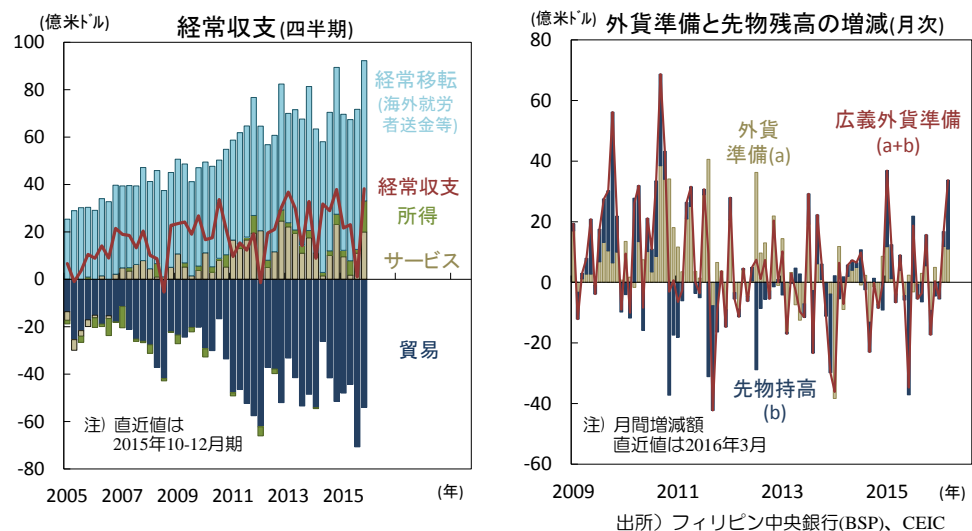 経常収支(四半期)
(億米ドル)
100
80
60
40
20
0
-20
-40
-60
-80
経常移転
(海外就労
者送金等)
経常収支
所得
サービス
貿易
注) 直近値は
2015年10-12月期
2005 2007 2009 2011 2013 2015 (年)
外貨準備と先物残高の増減(月次)
(億米ドル)
80
60
40
20
0
-20
-40
-60
外貨
準備(a)
広義外貨準備
(a+b)
先物持高
(b)
注) 月間増減額
直近値は2016年3月
2009 2011 2013 2015 (年)
出所）フィリピン中央銀行(BSP)、CEIC